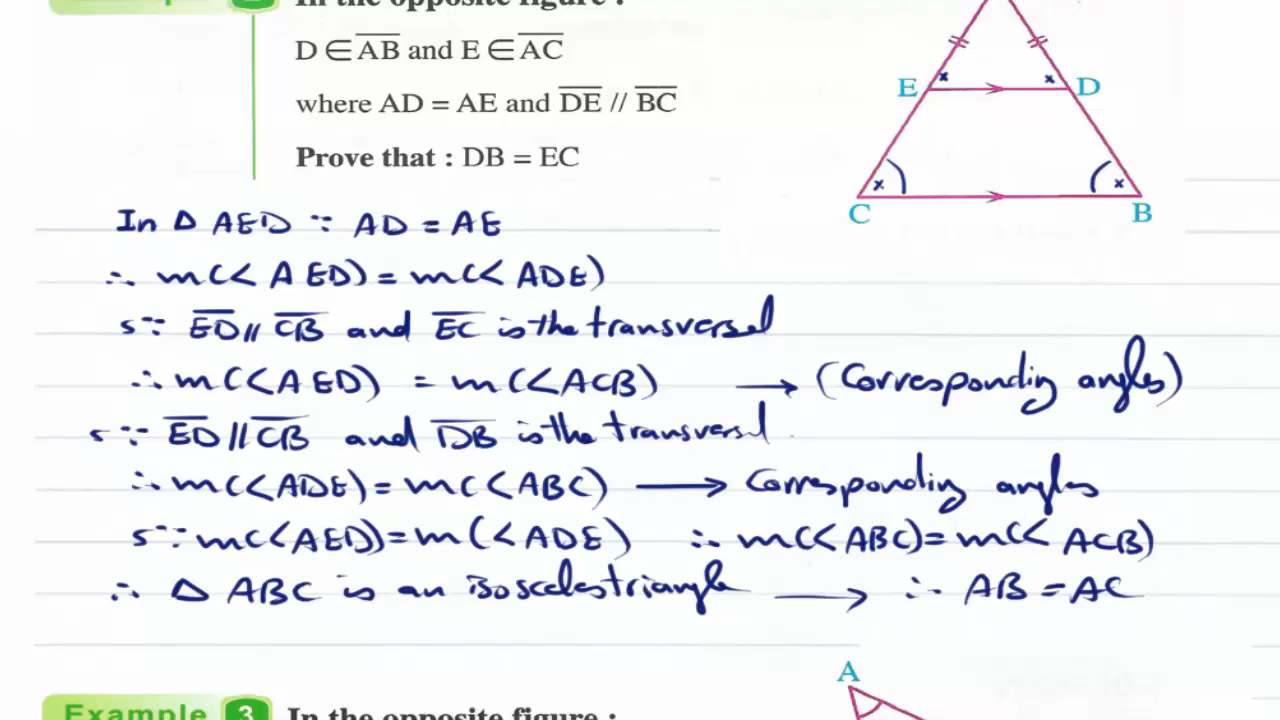 In the opposite figure :
D ∈ AB and E ∈ AC
where AD = AE and DE // BC
Prove that : DB = EC
E D
C B
In Δ AED ∵ AD = AE
∴ m(< AED) = m(< ADE)
s∵ ED // CB and EC is the transversal
∴ m(<AED) = m(<ACB) → (Corresponding angles)
s∵ ED // CB and DB is the transversal
∴ m(<ADE) = m(<ABC) → Corresponding angles
s∵ m(<AED) = m(<ADE) ∴ m(<ABC) = m(< ACB)
∴ Δ ABC is an isosceles triangle → ∴ AB = AC
A
Example 3 In the opposite figure :